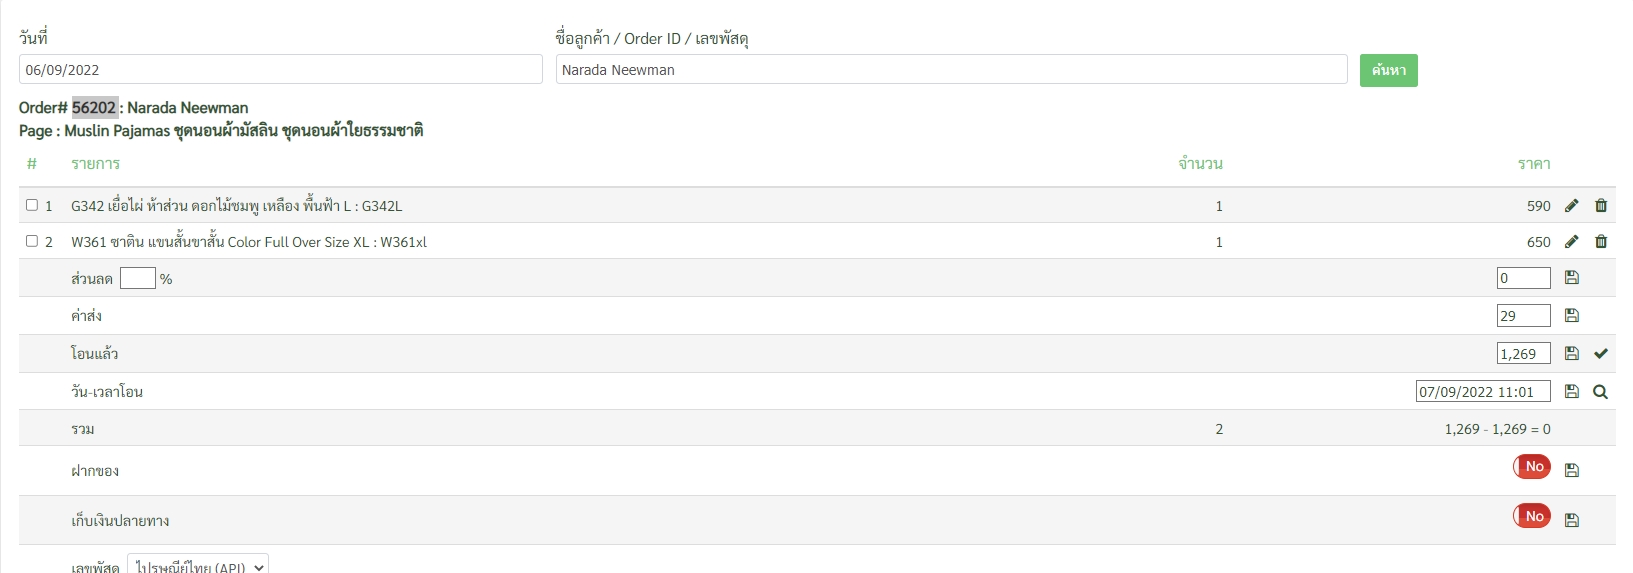 วันที่ ชื่อลูกค้า / Order ID / เลขพัสดุ
06/09/2022 Narada Neewman ค้นหา
Order# 56202 : Narada Neewman
Page : Muslin Pajamas ชุดนอนผ้ามัสลิน ชุดนอนผ้าใยธรรมชาติ
# รายการ จำนวน ราคา
1 G342 เยื่อไผ่ ห้าส่วน ดอกไม้ชมพู เหลือง พื้นฟ้า L : G342L 1 590
2 W361 ซาติน แขนสั้นขาสั้น Color Full Over Size XL : W361xl 1 650
ส่วนลด % 0
ค่าส่ง 29
โอนแล้ว 1,269
วัน-เวลาโอน 07/09/2022 11:01
รวม 2 1,269 - 1,269 = 0
ฝากของ No
เก็บเงินปลายทาง No
เลขพัสดุ ไปรษณีย์ไทย (API)